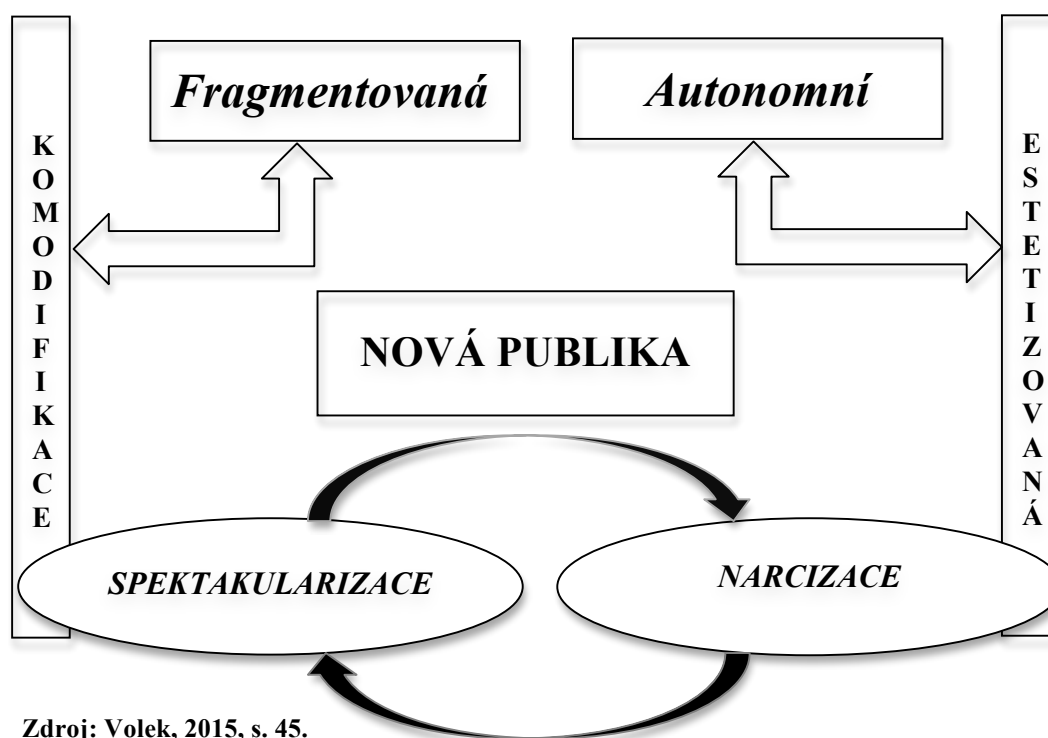 Fragmentovaná
Autonomní
KOMODIFIKACE
ESTETIZOVANÁ
NOVÁ PUBLIKA
SPEKTAKULARIZACE
NARCIZACE
Zdroj: Volek, 2015, s. 45.